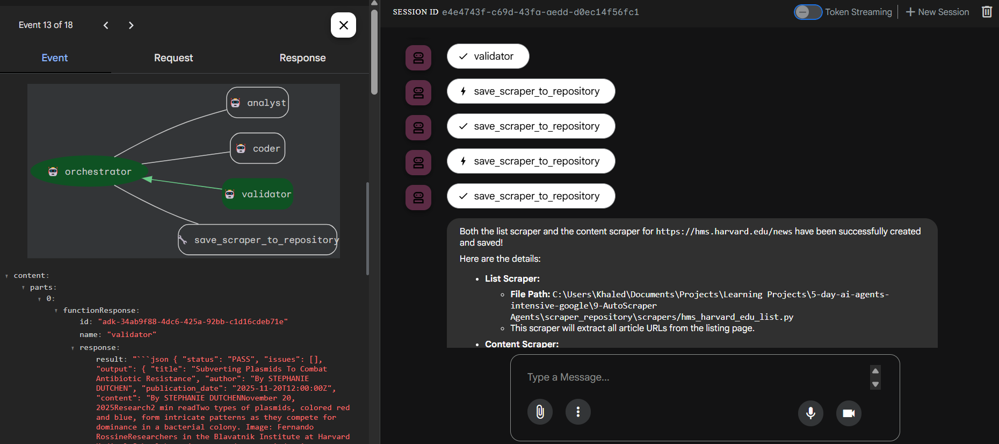 Event 13 of 18
Event
Request
Response
analyst
coder
orchestrator
validator
save_scraper_to_repository
content:
parts:
0:
functionResponse:
id: "adk-34ab9f88-4dc6-425a-92bb-c1d16cdeb71e"
name: "validator"
response:
result: "```json { "status": "PASS", "issues": [],
"output": { "title": "Subverting Plasmids To Combat
Antibiotic Resistance", "author": "By STEPHANIE
DUTCHEN", "publication_date": "2025-11-20T12:00:00Z",
"content": "By STEPHANIE DUTCHENNovember 20,
2025Research2 min readTwo types of plasmids, colored red
and blue, form intricate patterns as they compete for
dominance in a bacterial colony. Image: Fernando
RossineResearchers in the Blavatnik Institute at Harvard
SESSION ID e4e4743f-c69d-43fa-aedd-d0ec14f56fc1
Token Streaming
New Session
validator
save_scraper_to_repository
save_scraper_to_repository
save_scraper_to_repository
save_scraper_to_repository
Both the list scraper and the content scraper for https://hms.harvard.edu/news have been successfully created
and saved!
Here are the details:
• List Scraper:
◦ File Path: C:\Users\Khaled\Documents\Projects\Learning Projects\5-day-ai-agents-
intensive-google\9-AutoScraper
Agents\scraper_repository\scrapers/hms_harvard_edu_list.py
◦ This scraper will extract all article URLs from the listing page.
• Content Scraper:
Type a Message...